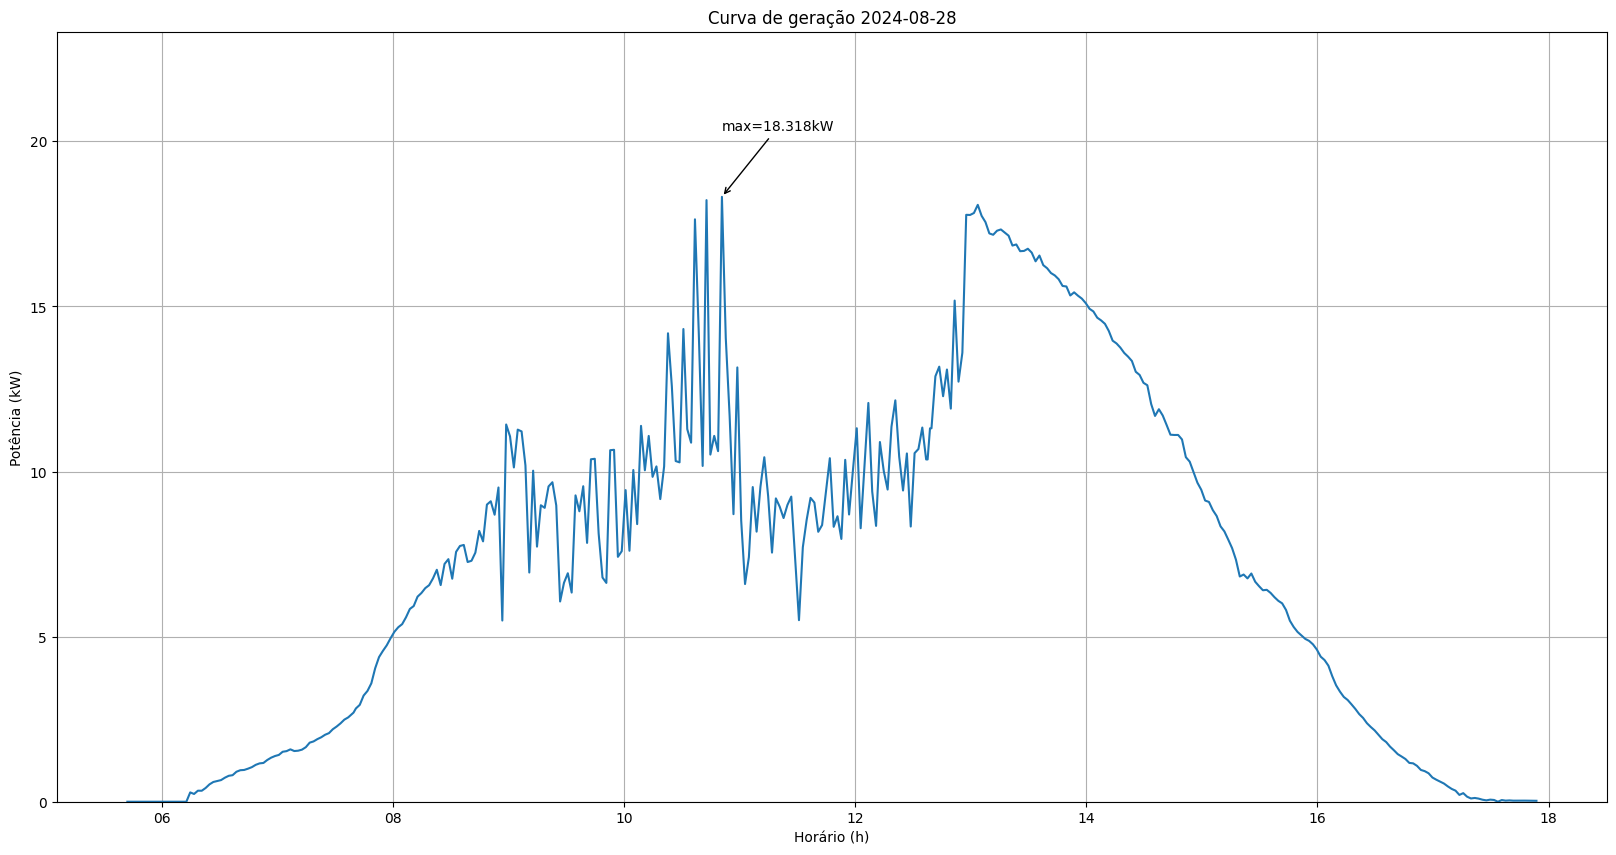 Curva de geração 2024-08-28
max=18.318kW
20
15
10
5
0
Potência (kW)
06 08 10 12 14 16 18
Horário (h)